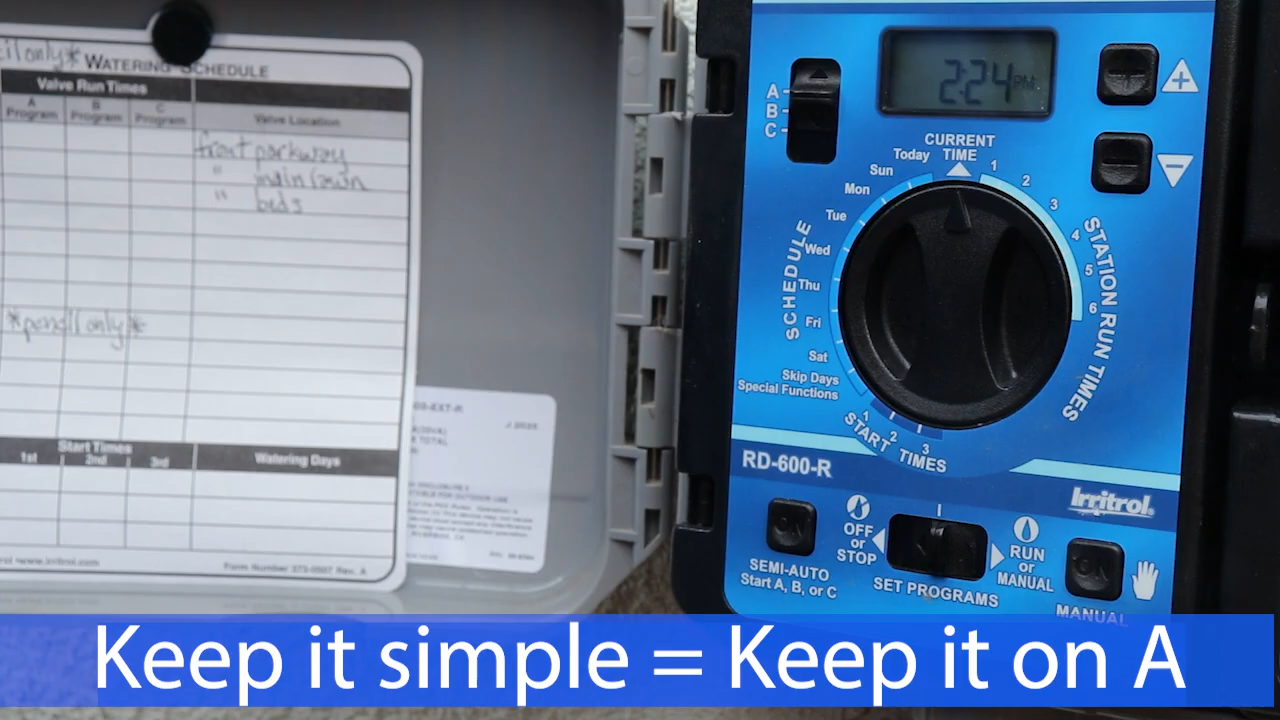 WATERING SCHEDULE
Valve Run Times
A Program
B Program
C Program
Valve Location
front parkway
" main lawn
" beds
*pencil only*
Start Times
1st
2nd
3rd
Watering Days
Form Number 373-0507 Rev. A
A
B
C
2:24 PM
+
−
CURRENT
TIME
Today
Sun
Mon
Tue
Wed
Thu
Fri
Sat
Skip Days
Special Functions
SCHEDULE
1
2
3
4
5
6
STATION RUN TIMES
1
2
3
START TIMES
RD-600-R
Irritrol
ON
SEMI-AUTO
Start A, B, or C
OFF
or
STOP
SET PROGRAMS
RUN
or
MANUAL
ON
MANUAL
Keep it simple = Keep it on A